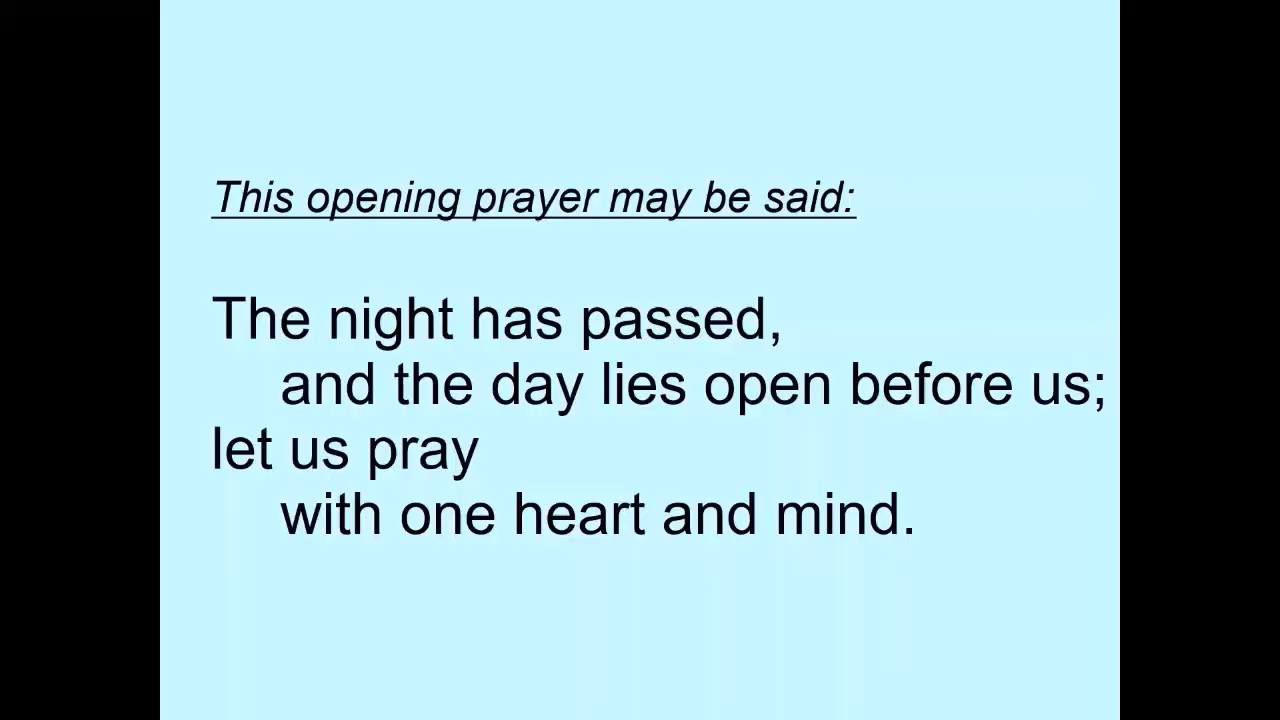 This opening prayer may be said:
The night has passed,
and the day lies open before us;
let us pray
with one heart and mind.